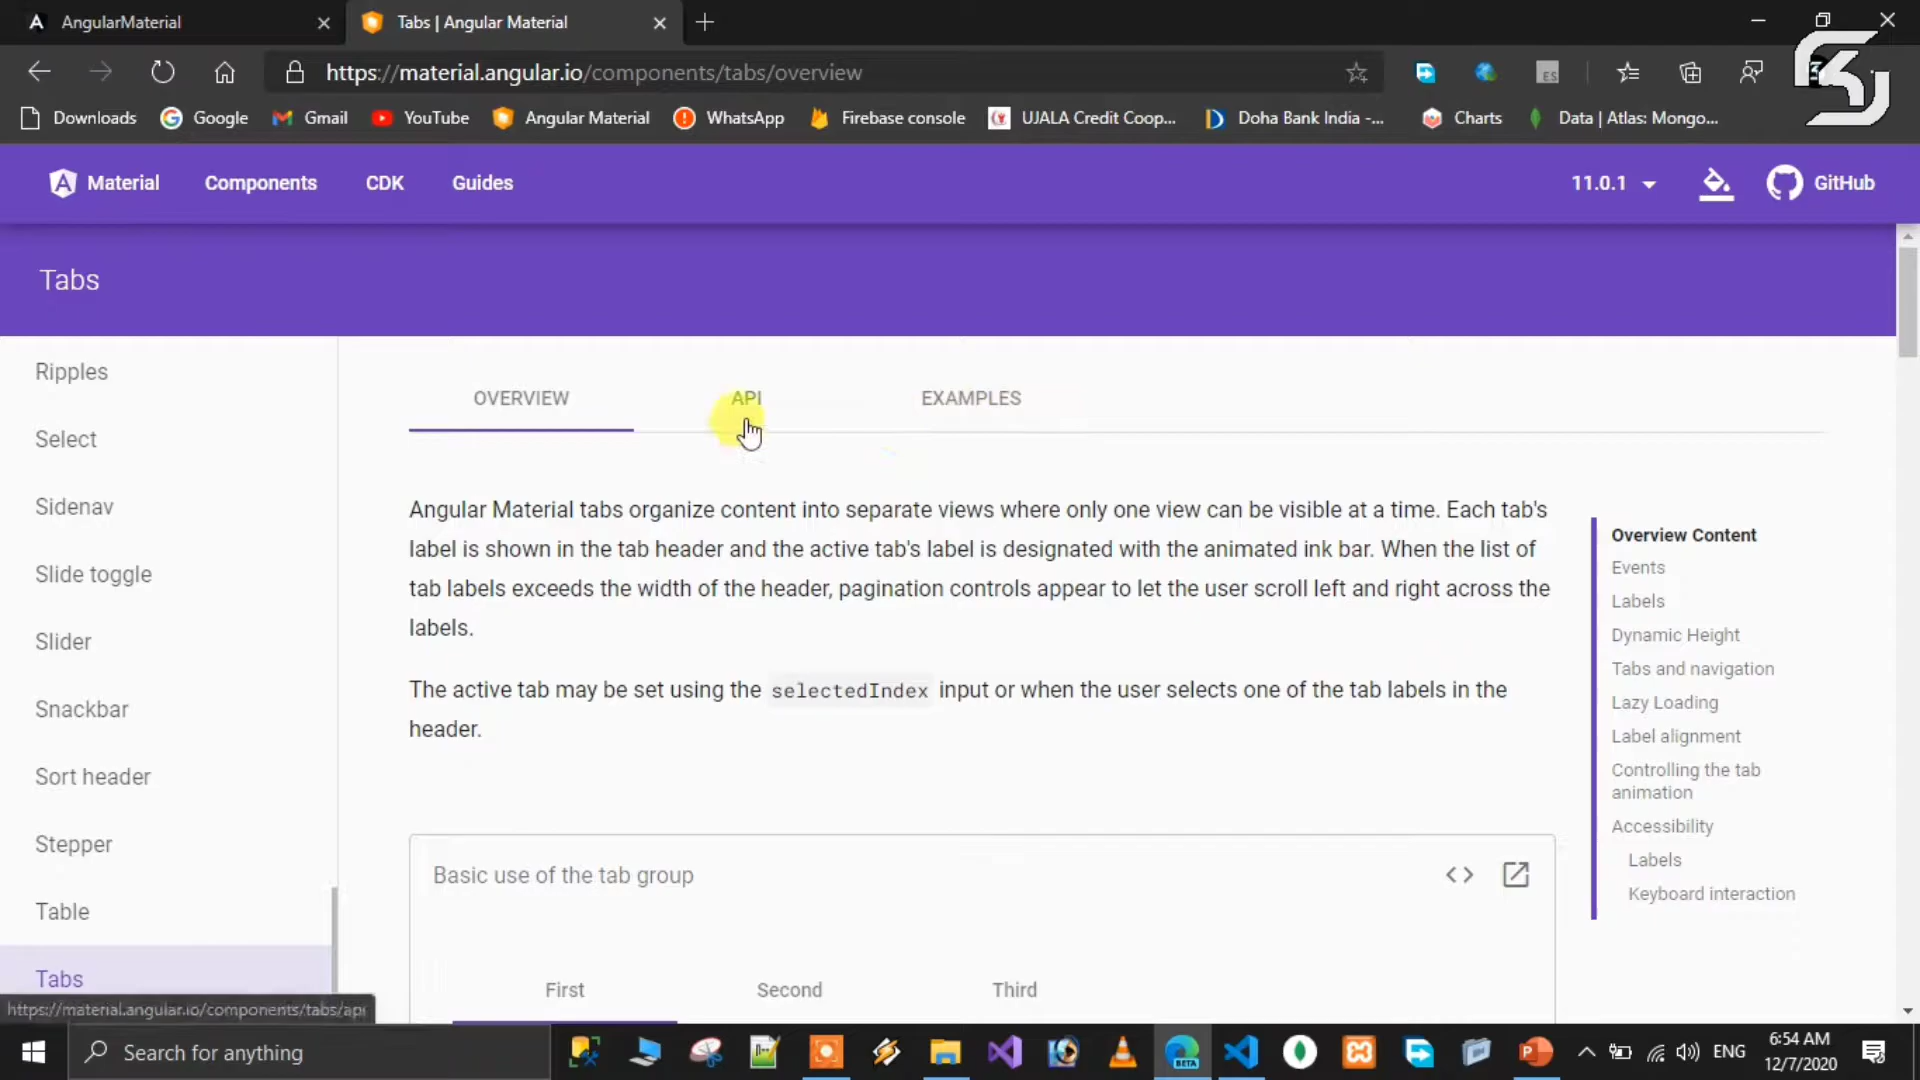 AngularMaterial
Tabs | Angular Material
https://material.angular.io/components/tabs/overview
ES
Downloads
Google
Gmail
YouTube
Angular Material
WhatsApp
Firebase console
UJALA Credit Coop...
Doha Bank India -...
Charts
Data | Atlas: Mongo...
Material
Components
CDK
Guides
11.0.1
GitHub
Tabs
Ripples
Select
Sidenav
Slide toggle
Slider
Snackbar
Sort header
Stepper
Table
Tabs
OVERVIEW
API
EXAMPLES
Angular Material tabs organize content into separate views where only one view can be visible at a time. Each tab's
label is shown in the tab header and the active tab's label is designated with the animated ink bar. When the list of
tab labels exceeds the width of the header, pagination controls appear to let the user scroll left and right across the
labels.
The active tab may be set using the selectedIndex input or when the user selects one of the tab labels in the
header.
Basic use of the tab group
First
Second
Third
Overview Content
Events
Labels
Dynamic Height
Tabs and navigation
Lazy Loading
Label alignment
Controlling the tab
animation
Accessibility
Labels
Keyboard interaction
https://material.angular.io/components/tabs/api
Search for anything
BETA
ENG
6:54 AM
12/7/2020